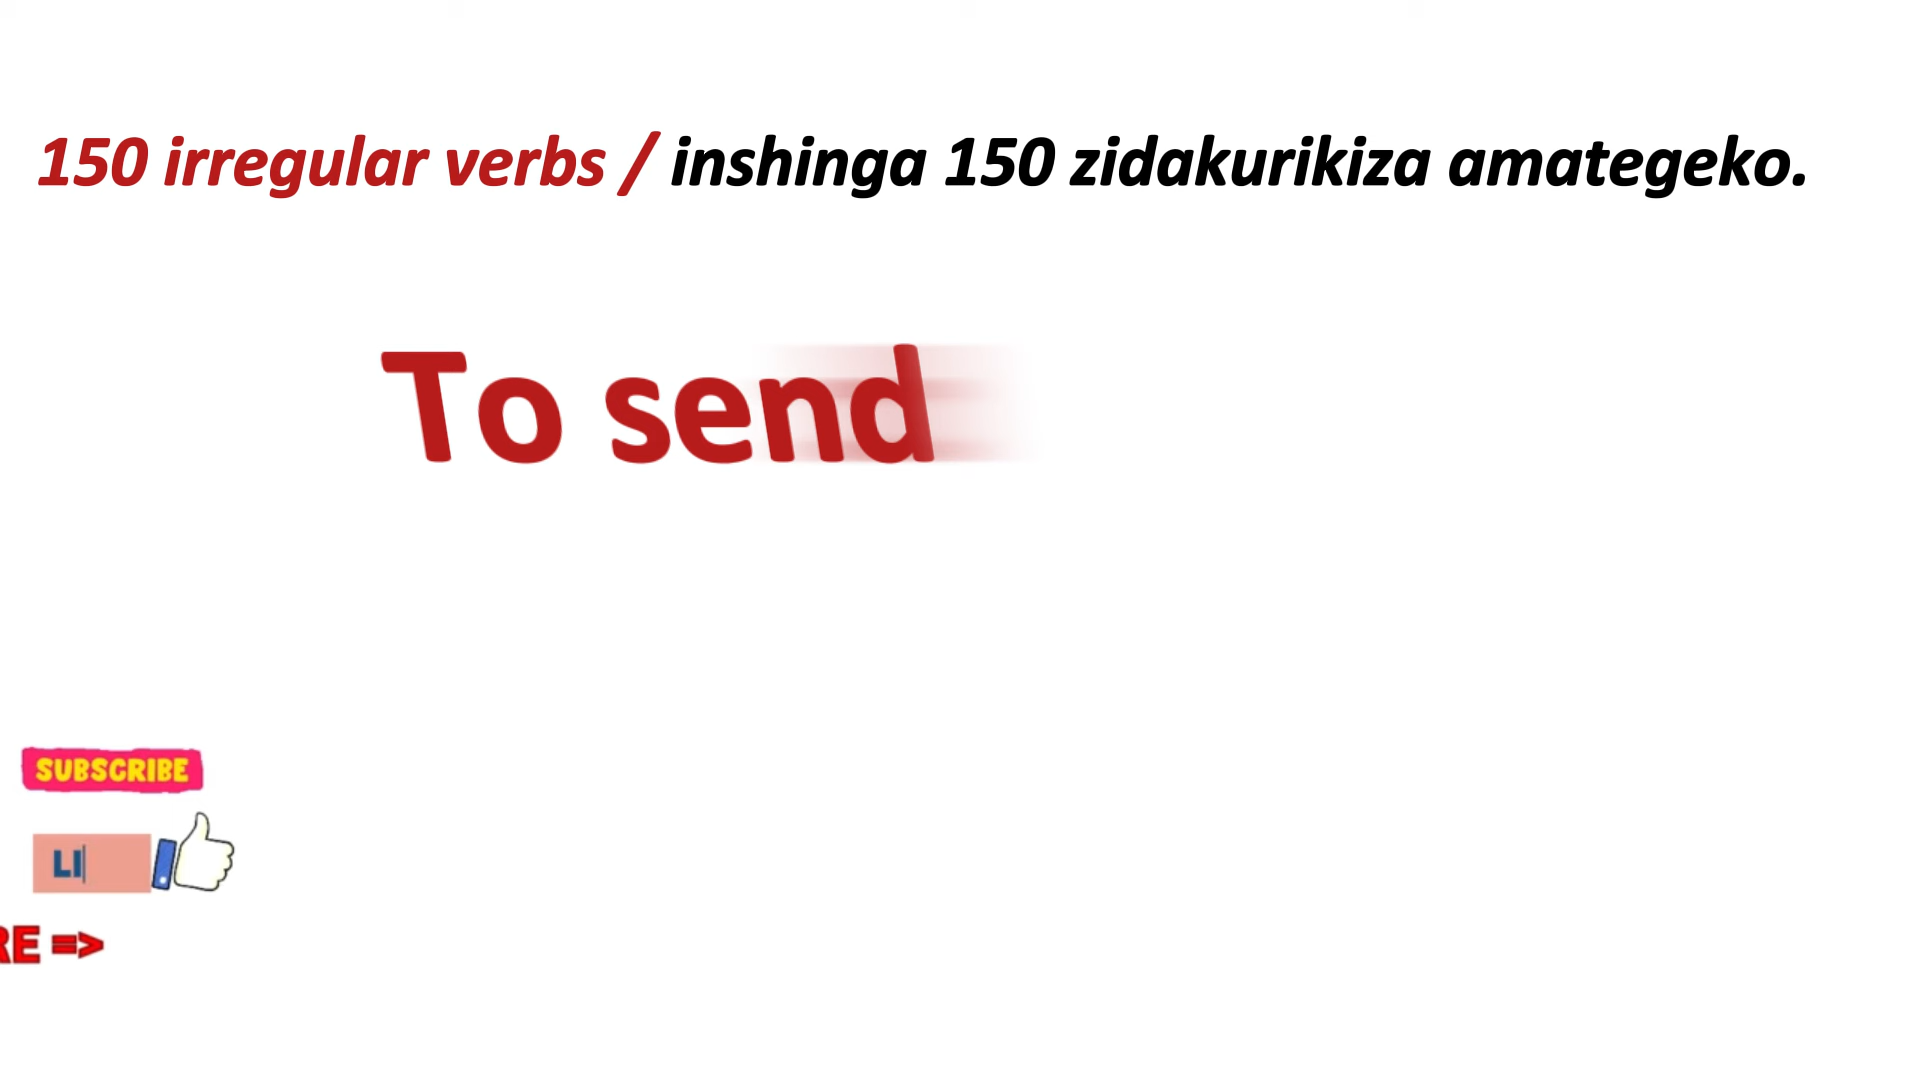 150 irregular verbs / inshinga 150 zidakurikiza amategeko.
To send
SUBSCRIBE
LI
RE =>